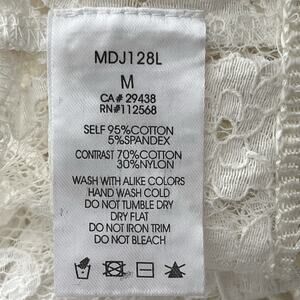 MDJ128L
M
CA# 29438
RN#112568
SELF 95%COTTON
5%SPANDEX
CONTRAST 70%COTTON
30%NYLON
WASH WITH ALIKE COLORS
HAND WASH COLD
DO NOT TUMBLE DRY
DRY FLAT
DO NOT IRON TRIM
DO NOT BLEACH